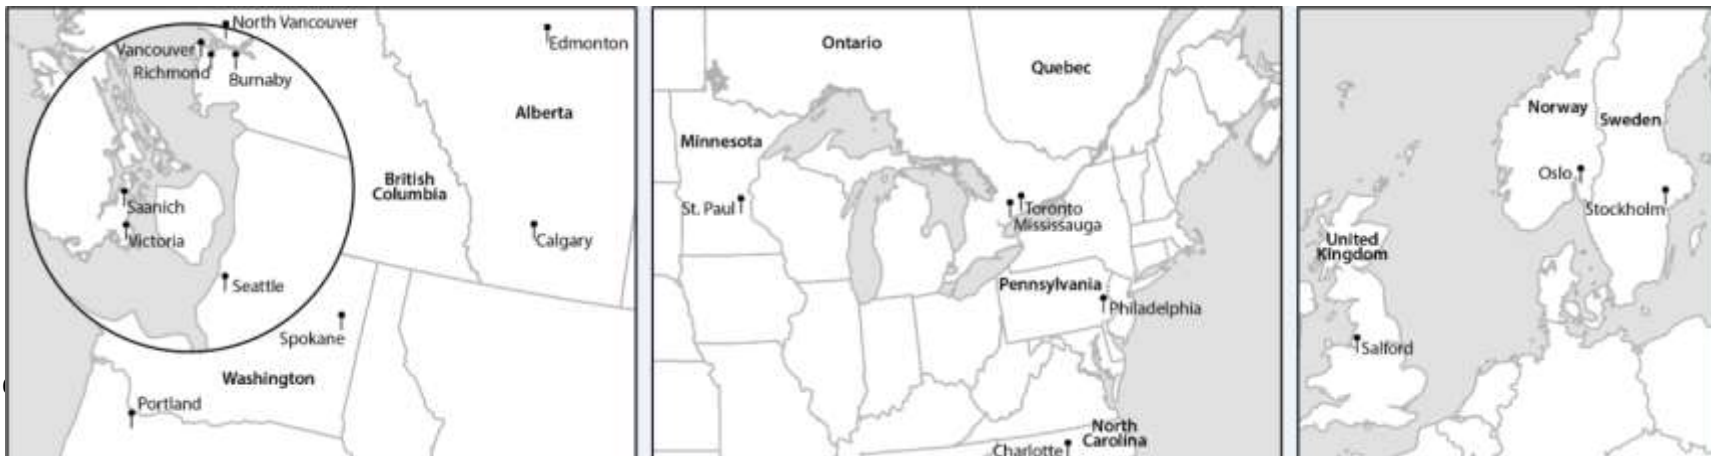 North Vancouver
Vancouver
Richmond
Burnaby
Edmonton
Alberta
British
Columbia
Saanich
Victoria
Calgary
Seattle
Spokane
Washington
Portland
Ontario
Quebec
Minnesota
St. Paul
Toronto
Mississauga
Pennsylvania
Philadelphia
North
Carolina
Charlotte
Norway
Sweden
Oslo
Stockholm
United
Kingdom
Salford